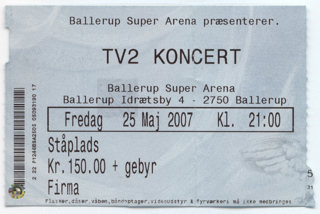 Ballerup Super Arena præsenterer.
TV2 KONCERT
Ballerup Super Arena
Ballerup Idrætsby 4 - 2750 Ballerup
Fredag 25 Maj 2007 Kl. 21:00
Ståplads
Kr.150.00 + gebyr
Firma
Flasker,dåser,våben,båndoptager,videoudstyr & fyrværkeri må ikke medbringes